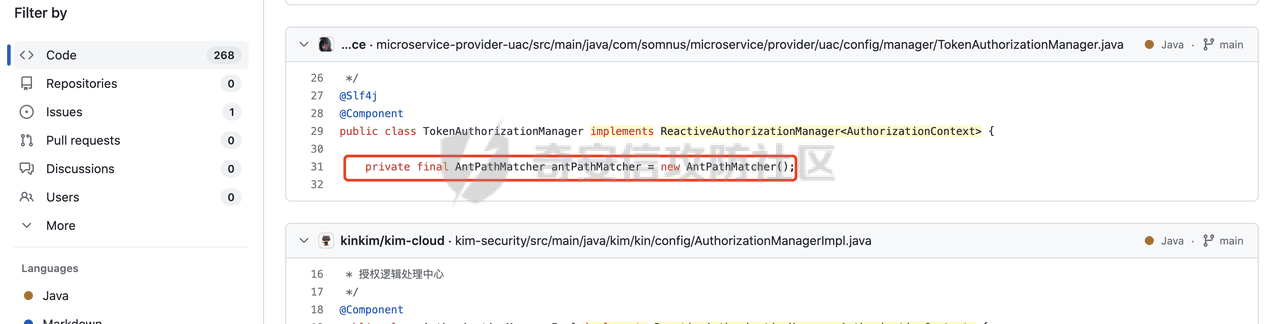 Filter by
Code 268
Repositories 0
Issues 1
Pull requests 0
Discussions 0
Users 0
More
Languages
Java
Markdown
...ce · microservice-provider-uac/src/main/java/com/somnus/microservice/provider/uac/config/manager/TokenAuthorizationManager.java Java · main
26 */
27 @Slf4j
28 @Component
29 public class TokenAuthorizationManager implements ReactiveAuthorizationManager<AuthorizationContext> {
30
31 private final AntPathMatcher antPathMatcher = new AntPathMatcher();
32
奇安信攻防社区
kinkim/kim-cloud · kim-security/src/main/java/kim/kin/config/AuthorizationManagerImpl.java Java · main
16 * 授权逻辑处理中心
17 */
18 @Component